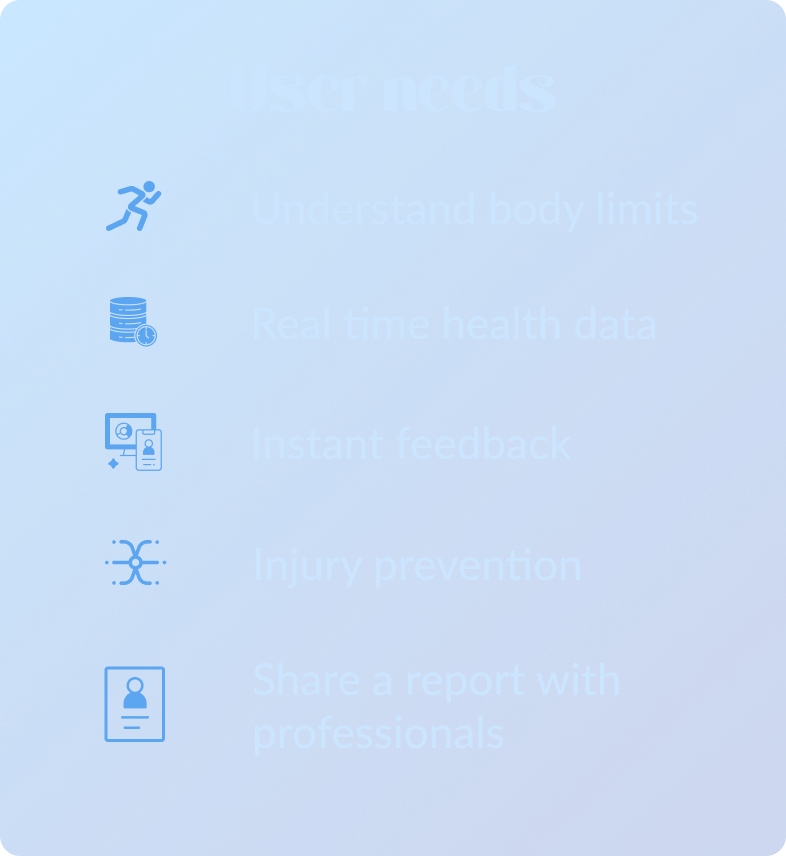 User needs
Understand body limits
Real time health data
Instant feedback
Injury prevention
Share a report with
professionals